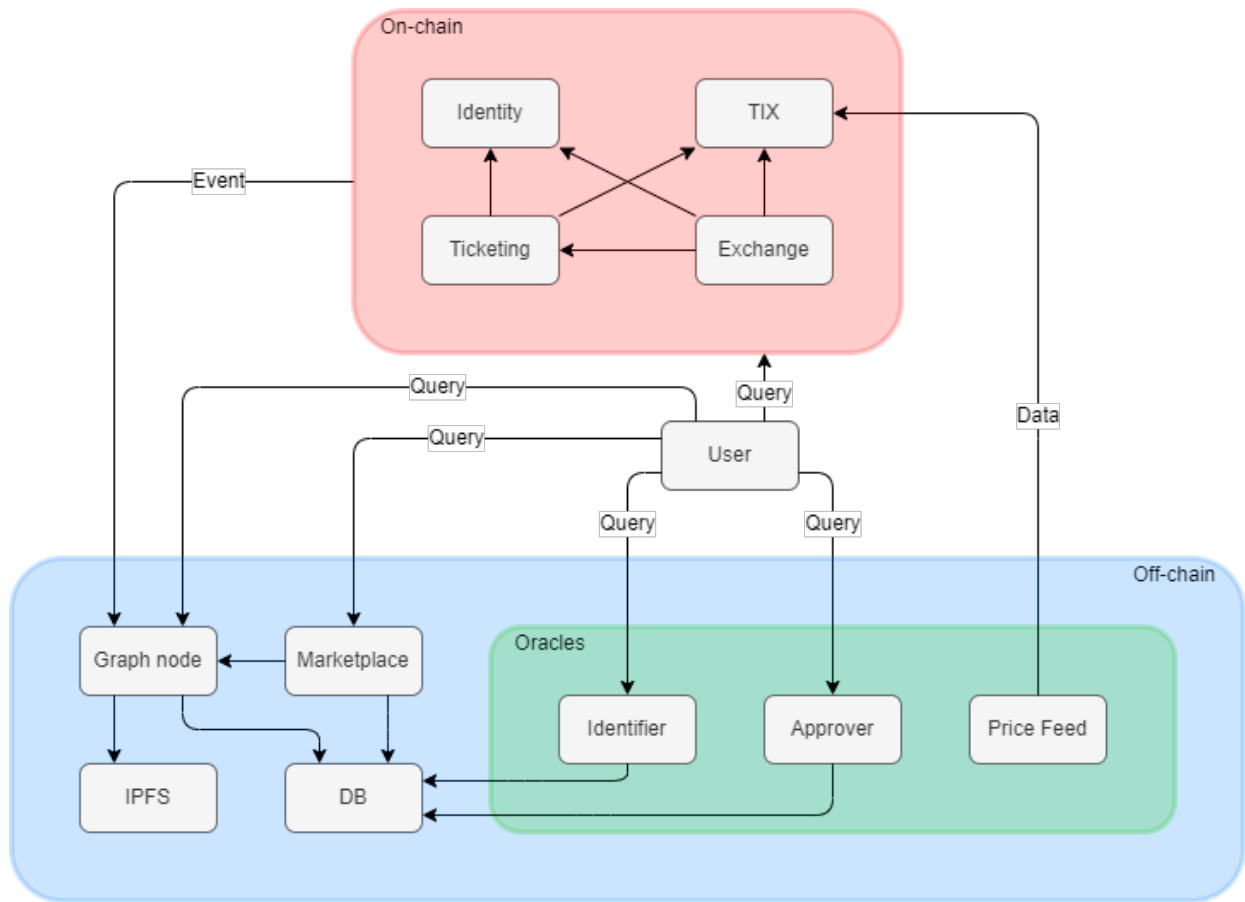 On-chain
Identity
TIX
Event
Ticketing
Exchange
Query
Query
Data
Query
User
Query
Query
Off-chain
Oracles
Graph node
Marketplace
Identifier
Approver
Price Feed
IPFS
DB